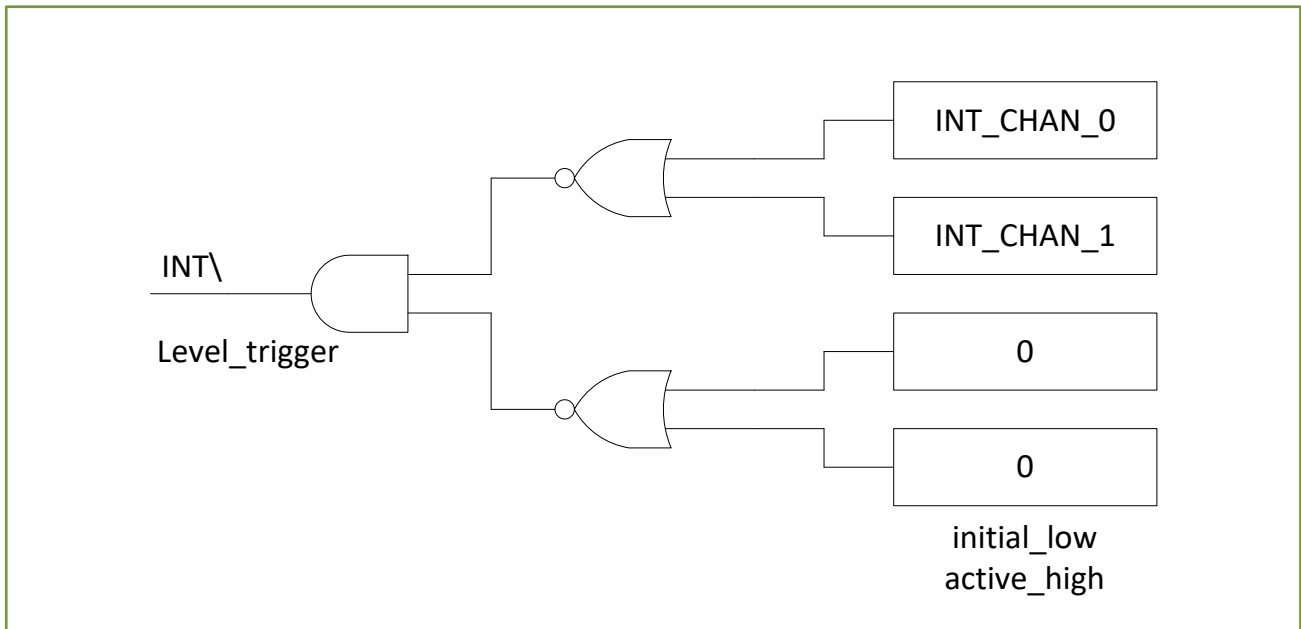 INT_CHAN_0
INT_CHAN_1
INT\
Level_trigger
0
0
initial_low
active_high